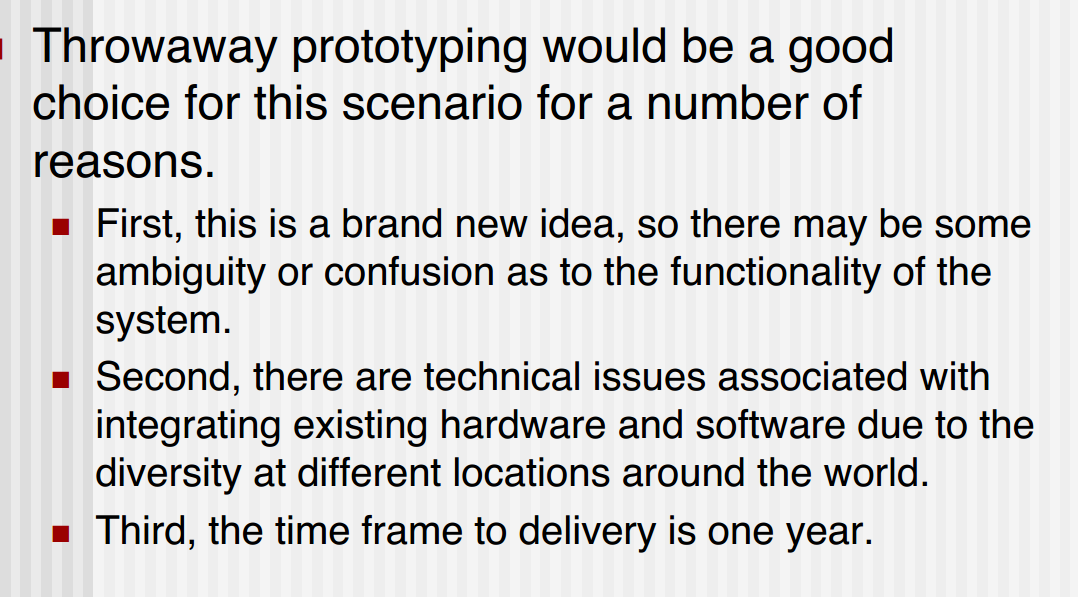 Throwaway prototyping would be a good
choice for this scenario for a number of
reasons.
First, this is a brand new idea, so there may be some
ambiguity or confusion as to the functionality of the
system.
Second, there are technical issues associated with
integrating existing hardware and software due to the
diversity at different locations around the world.
Third, the time frame to delivery is one year.